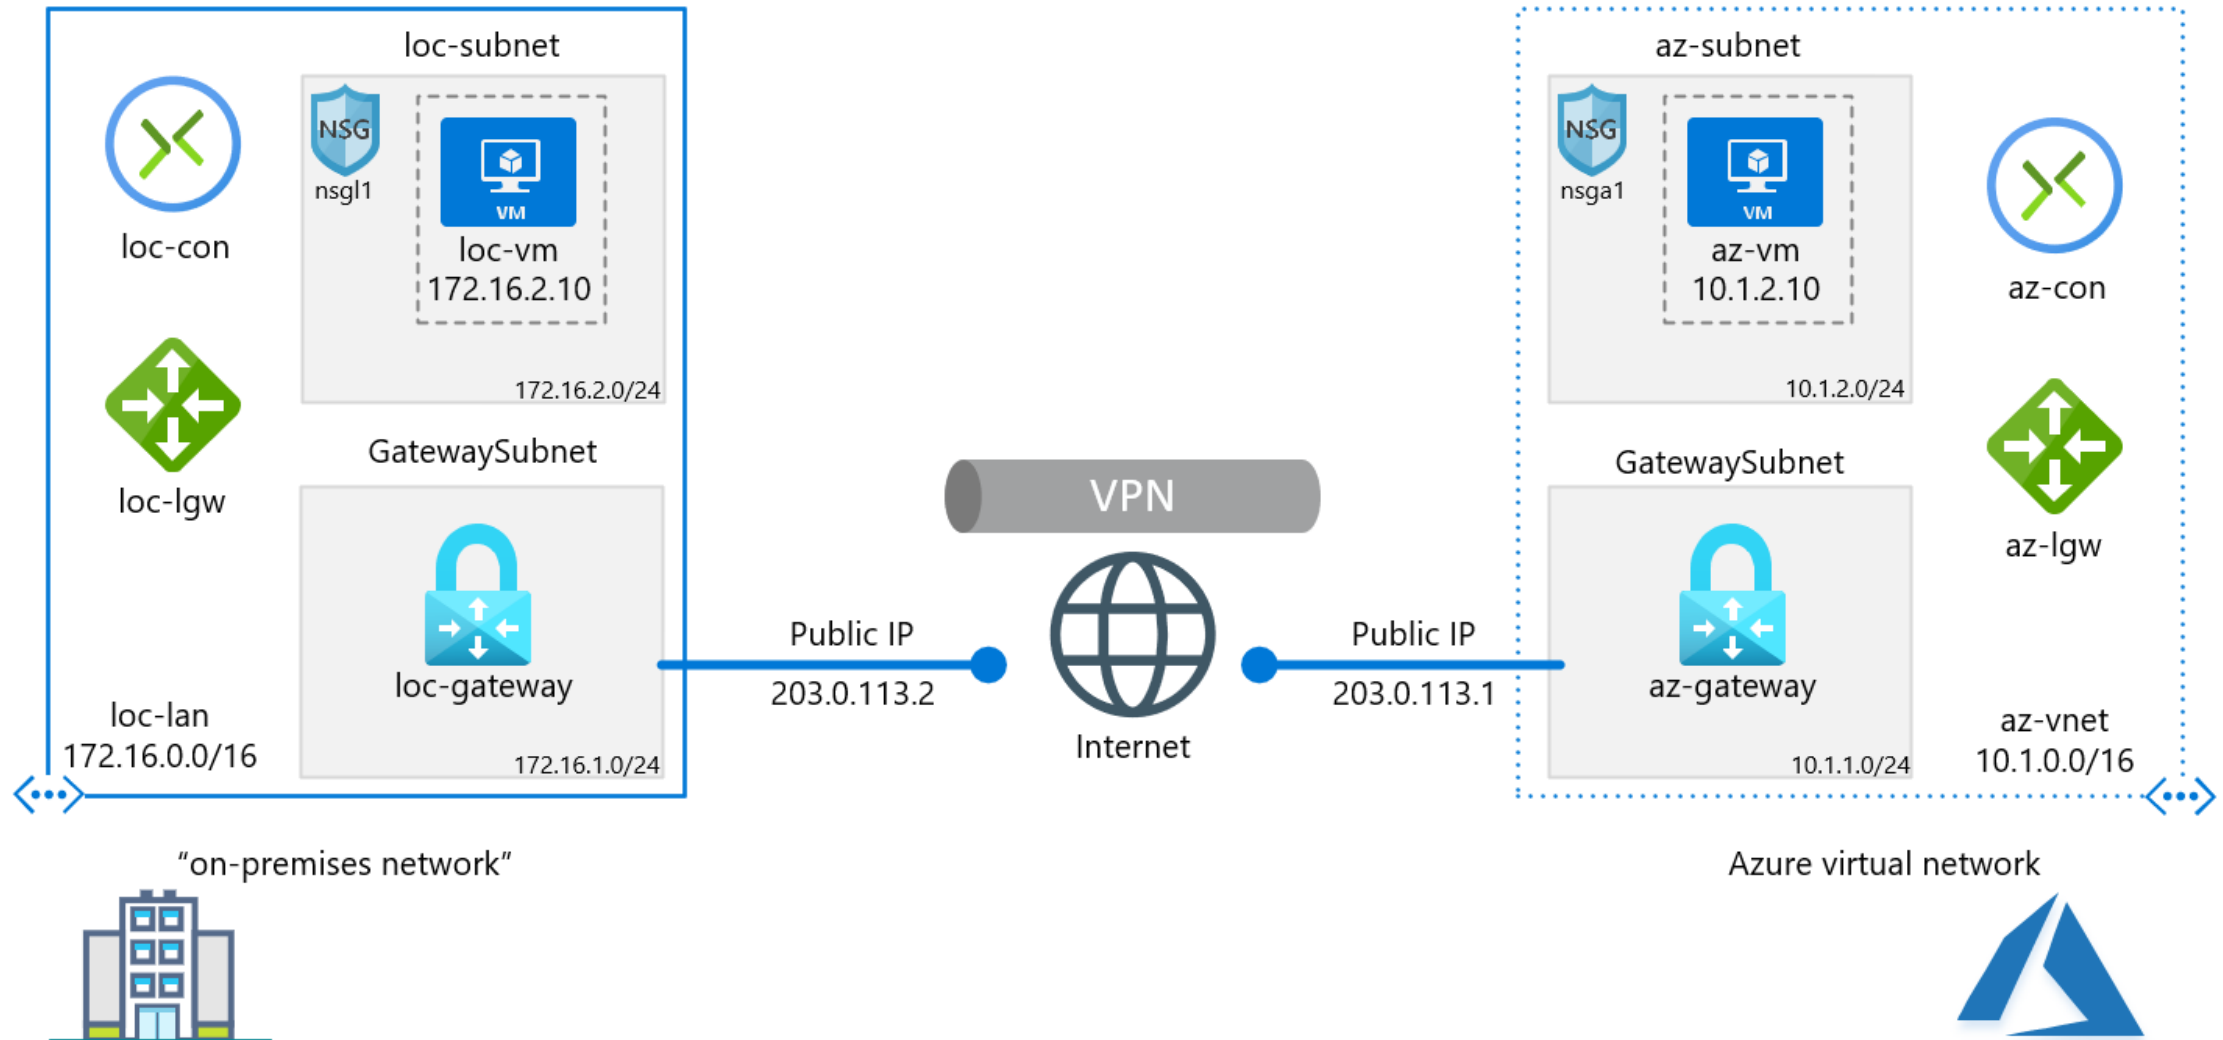 loc-subnet
NSG
nsgl1
VM
loc-vm
172.16.2.10
172.16.2.0/24
loc-con
loc-lgw
GatewaySubnet
loc-gateway
172.16.1.0/24
loc-lan
172.16.0.0/16
“on-premises network”
VPN
Public IP
203.0.113.2
Internet
Public IP
203.0.113.1
az-subnet
NSG
nsga1
VM
az-vm
10.1.2.10
10.1.2.0/24
az-con
az-lgw
GatewaySubnet
az-gateway
10.1.1.0/24
az-vnet
10.1.0.0/16
Azure virtual network